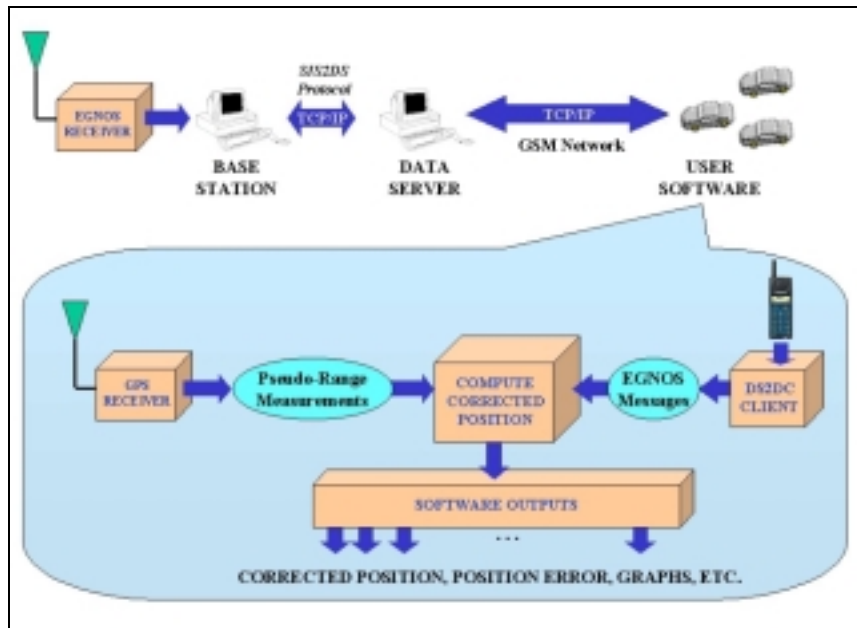 EGNOS
RECEIVER
SIS2DS
Protocol
TCP/IP
TCP/IP
GSM Network
BASE
STATION
DATA
SERVER
USER
SOFTWARE
GPS
RECEIVER
Pseudo-Range
Measurements
COMPUTE
CORRECTED
POSITION
EGNOS
Messages
DS2DC
CLIENT
SOFTWARE OUTPUTS
...
CORRECTED POSITION, POSITION ERROR, GRAPHS, ETC.